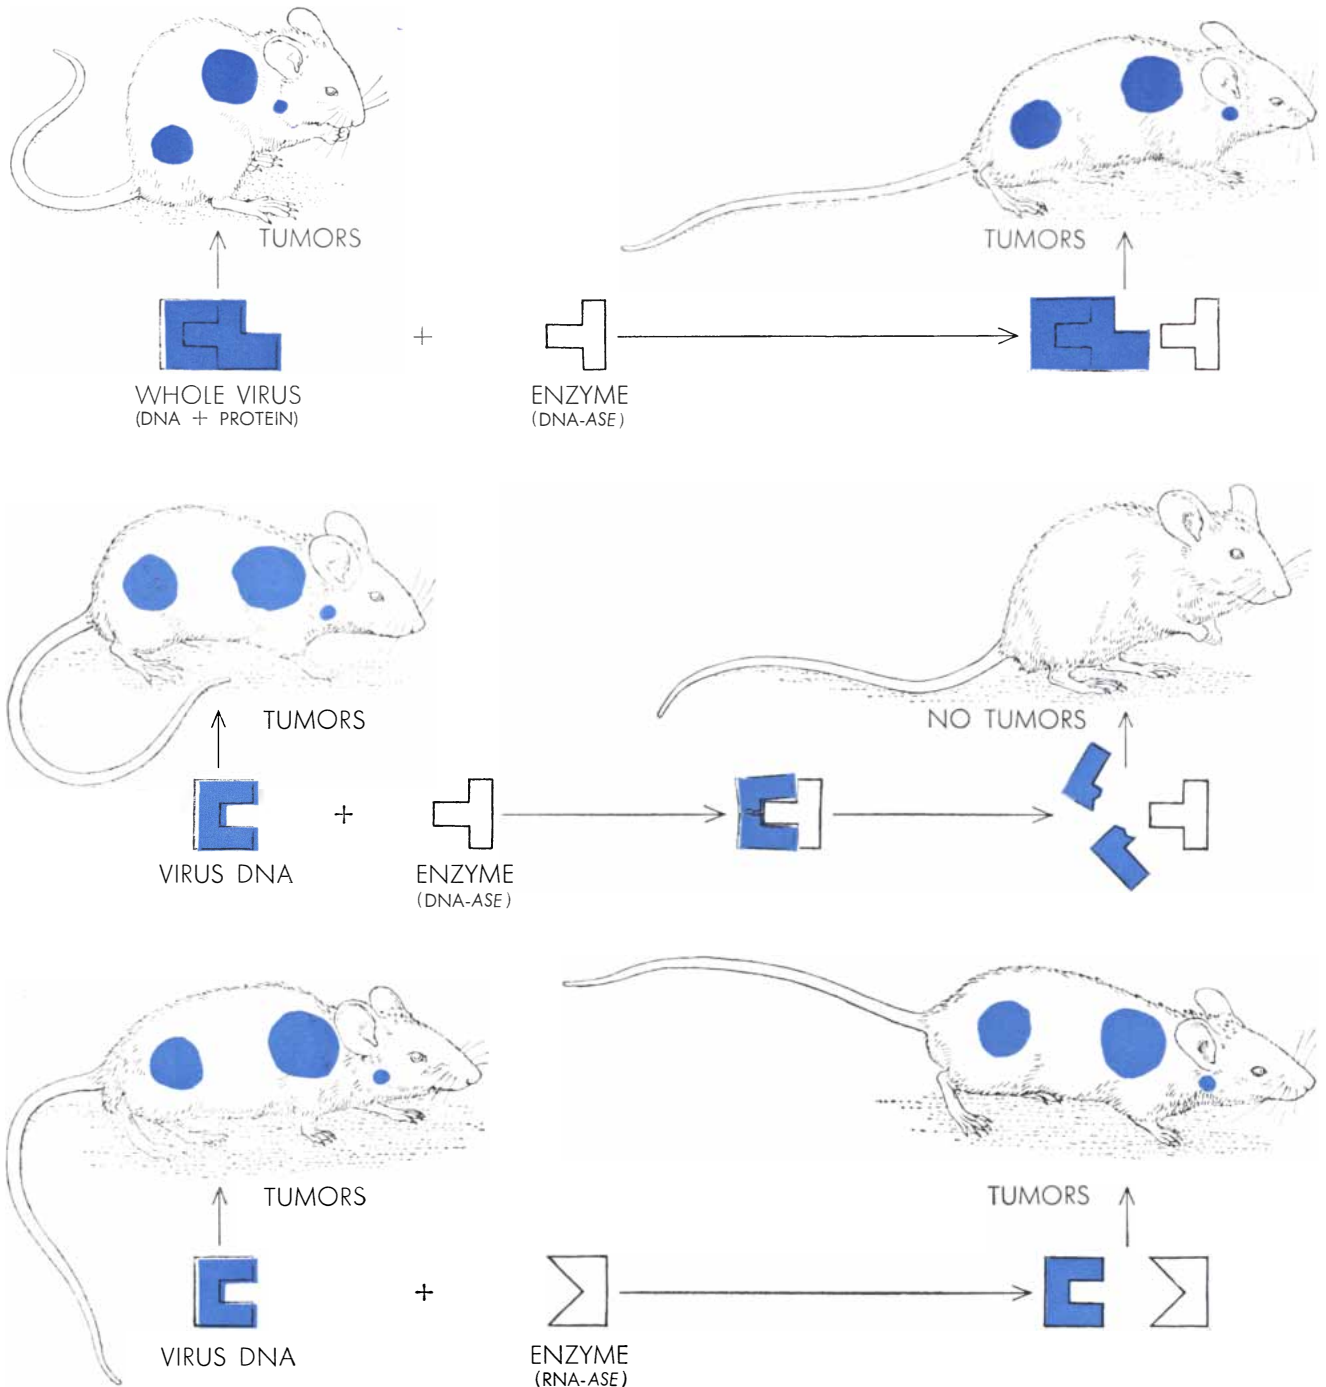 TUMORS
TUMORS
+
WHOLE VIRUS
(DNA + PROTEIN)
ENZYME
(DNA-ASE)
TUMORS
NO TUMORS
+
VIRUS DNA
ENZYME
(DNA-ASE)
TUMORS
TUMORS
+
VIRUS DNA
ENZYME
(RNA-ASE)